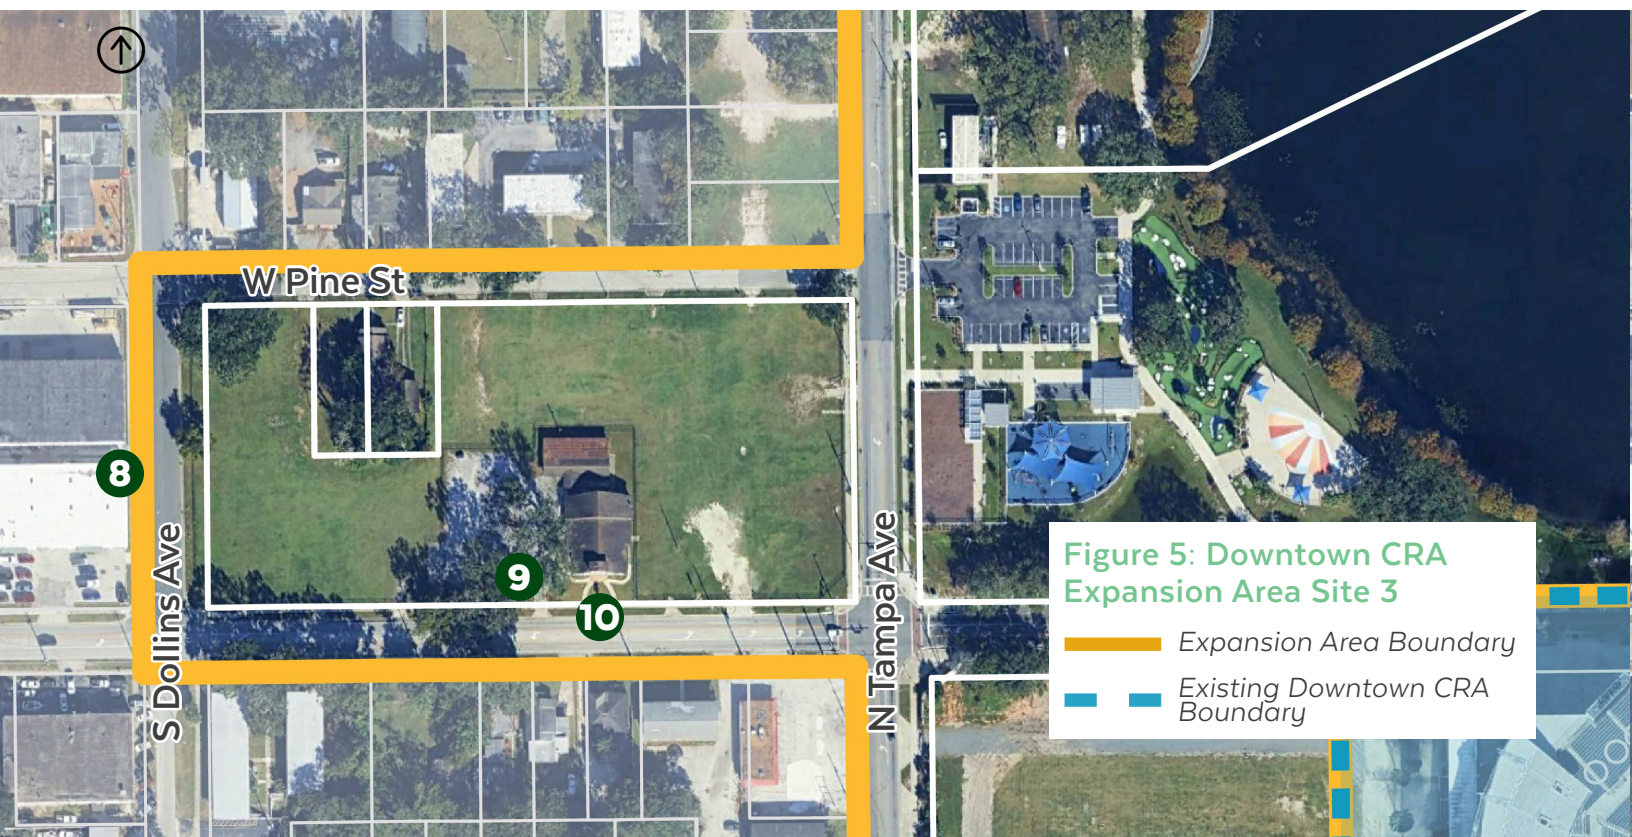 W Pine St
8
S Dollins Ave
9
10
N Tampa Ave
Figure 5: Downtown CRA
Expansion Area Site 3
Expansion Area Boundary
Existing Downtown CRA
Boundary